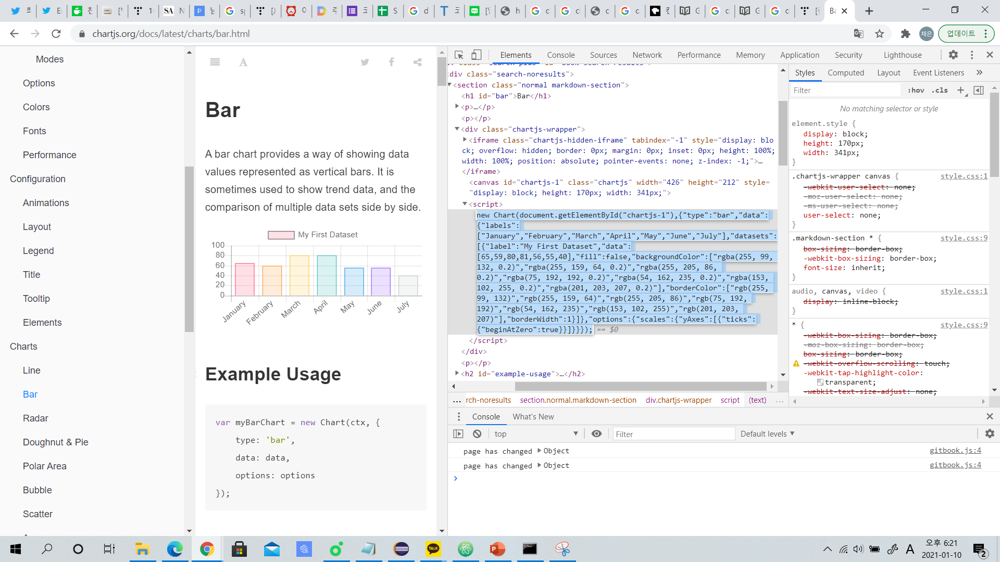 chartjs.org/docs/latest/charts/bar.html
채은
업데이트
Modes
Options
Colors
Fonts
Performance
Configuration
Animations
Layout
Legend
Title
Tooltip
Elements
Charts
Line
Bar
Radar
Doughnut & Pie
Polar Area
Bubble
Scatter
A
Bar
A bar chart provides a way of showing data
values represented as vertical bars. It is
sometimes used to show trend data, and the
comparison of multiple data sets side by side.
My First Dataset
100
80
60
40
20
0
January
February
March
April
May
June
July
Example Usage
var myBarChart = new Chart(ctx, {
type: 'bar',
data: data,
options: options
});
Elements
Console
Sources
Network
Performance
Memory
Application
Security
Lighthouse
div class="search-noresults">
<section class="normal markdown-section">
<h1 id="bar">Bar</h1>
<p>…</p>
<p></p>
<div class="chartjs-wrapper">
<iframe class="chartjs-hidden-iframe" tabindex="-1" style="display: blo
ck; overflow: hidden; border: 0px; margin: 0px; inset: 0px; height: 100%;
width: 100%; position: absolute; pointer-events: none; z-index: -1;">…
</iframe>
<canvas id="chartjs-1" class="chartjs" width="426" height="212" style=
"display: block; height: 170px; width: 341px;">
<script>
new Chart(document.getElementById("chartjs-1"),{"type":"bar","data":
{"labels":
["January","February","March","April","May","June","July"],"datasets":
[{"label":"My First Dataset","data":
[65,59,80,81,56,55,40],"fill":false,"backgroundColor":["rgba(255, 99,
132, 0.2)","rgba(255, 159, 64, 0.2)","rgba(255, 205, 86,
0.2)","rgba(75, 192, 192, 0.2)","rgba(54, 162, 235, 0.2)","rgba(153,
102, 255, 0.2)","rgba(201, 203, 207, 0.2)"],"borderColor":["rgb(255,
99, 132)","rgb(255, 159, 64)","rgb(255, 205, 86)","rgb(75, 192,
192)","rgb(54, 162, 235)","rgb(153, 102, 255)","rgb(201, 203,
207)"],"borderWidth":1}]},"options":{"scales":{"yAxes":[{"ticks":
{"beginAtZero":true}}]}}}); == $0
</script>
</div>
<p></p>
<h2 id="example-usage">…</h2>
… rch-noresults section.normal.markdown-section div.chartjs-wrapper script (text) …
Styles
Computed
Layout
Event Listeners
Filter
:hov .cls
No matching selector or style
element.style {
display: block;
height: 170px;
width: 341px;
}
.chartjs-wrapper canvas { style.css:1
-webkit-user-select: none;
-moz-user-select: none;
-ms-user-select: none;
user-select: none;
}
.markdown-section * { style.css:9
box-sizing: border-box;
-webkit-box-sizing: border-box;
font-size: inherit;
}
audio, canvas, video { style.css:1
display: inline-block;
}
* { style.css:9
-webkit-box-sizing: border-box;
-moz-box-sizing: border-box;
box-sizing: border-box;
-webkit-overflow-scrolling: touch;
-webkit-tap-highlight-color:
transparent;
-webkit-text-size-adjust: none;
Console
What's New
top
Filter
Default levels
page has changed Object gitbook.js:4
page has changed Object gitbook.js:4
TALK
A
오후 6:21
2021-01-10
2